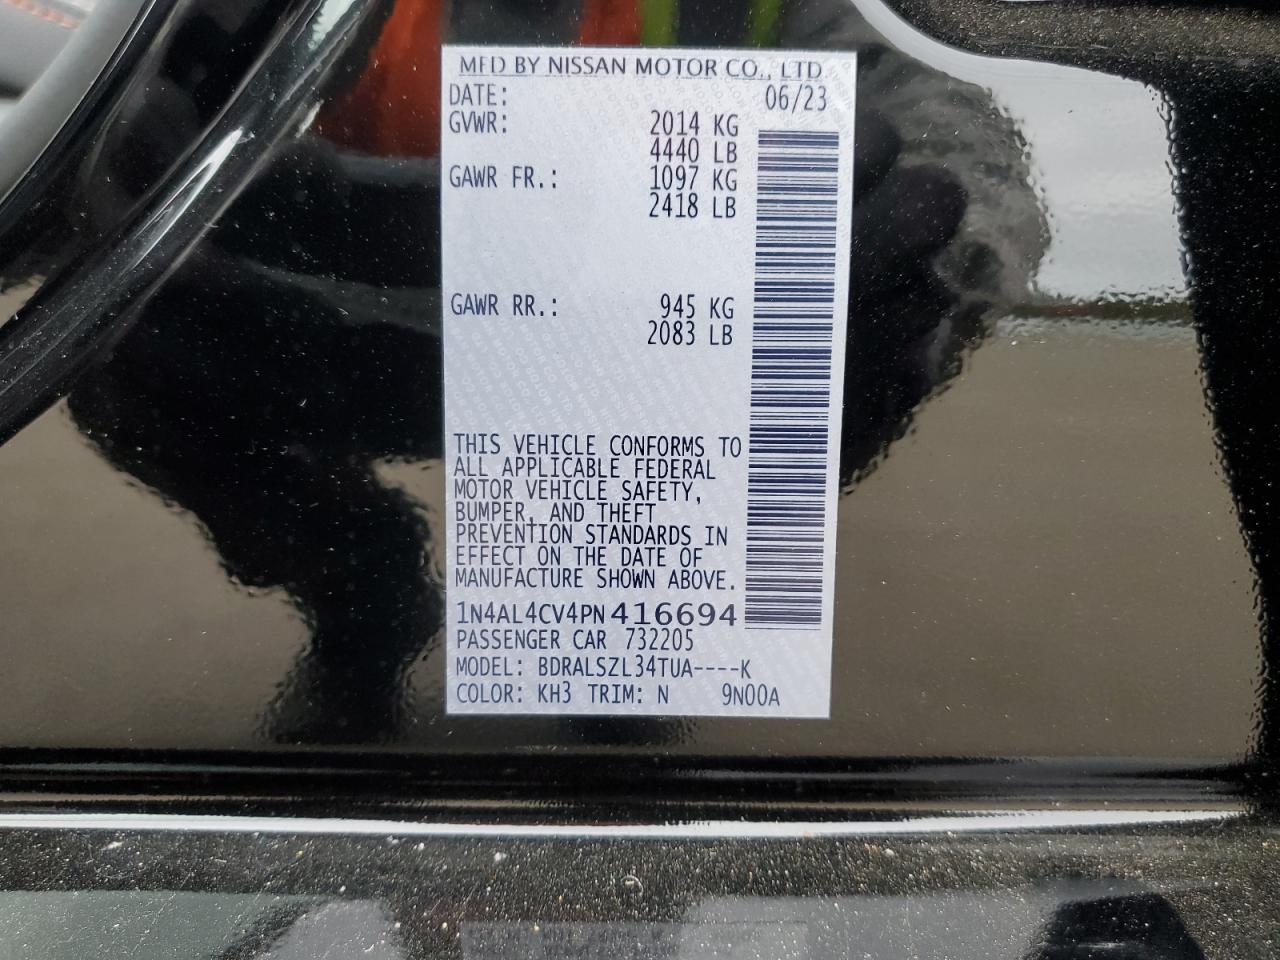 MFD BY NISSAN MOTOR CO., LTD.
DATE: 06/23
GVWR: 2014 KG
4440 LB
GAWR FR.: 1097 KG
2418 LB
GAWR RR.: 945 KG
2083 LB
THIS VEHICLE CONFORMS TO
ALL APPLICABLE FEDERAL
MOTOR VEHICLE SAFETY,
BUMPER, AND THEFT
PREVENTION STANDARDS IN
EFFECT ON THE DATE OF
MANUFACTURE SHOWN ABOVE.
1N4AL4CV4PN416694
PASSENGER CAR 732205
MODEL: BDRALSZL34TUA----K
COLOR: KH3 TRIM: N 9N00A